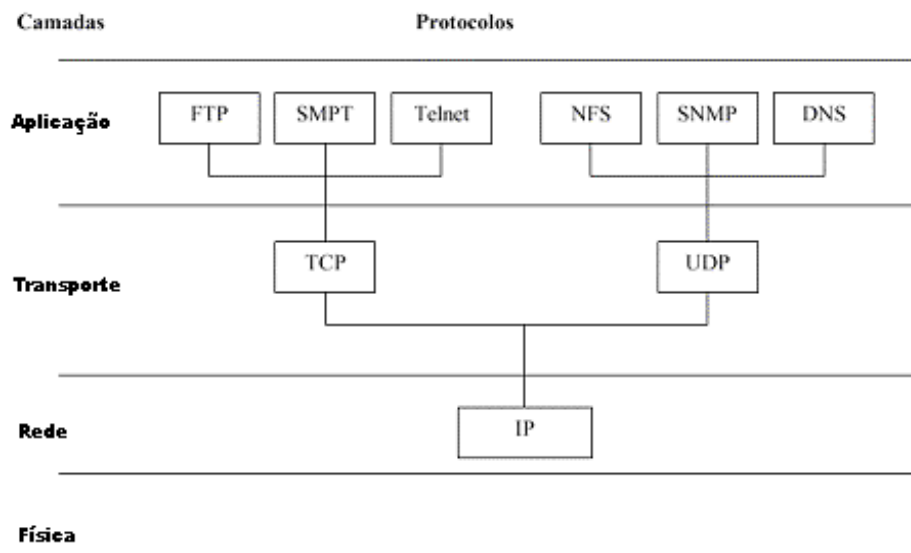 Camadas Protocolos
Aplicação FTP SMPT Telnet NFS SNMP DNS
Transporte TCP UDP
Rede IP
Física